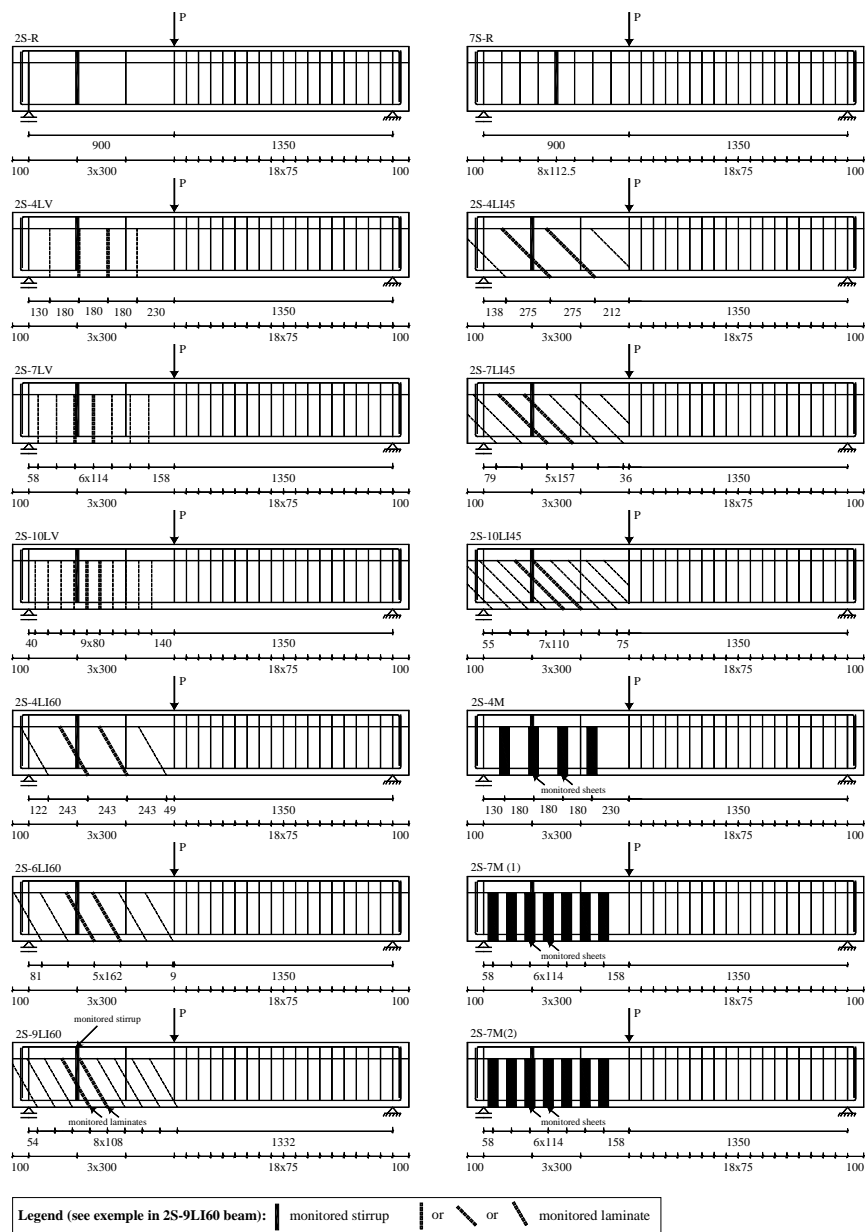 P
2S-R
900
1350
100 3x300 18x75 100
P
7S-R
900
1350
100 8x112.5 18x75 100
P
2S-4LV
130 180 180 180 230 1350
100 3x300 18x75 100
P
2S-4LI45
138 275 275 212 1350
100 3x300 18x75 100
P
2S-7LV
58 6x114 158 1350
100 3x300 18x75 100
P
2S-7LI45
79 5x157 36 1350
100 3x300 18x75 100
P
2S-10LV
40 9x80 140 1350
100 3x300 18x75 100
P
2S-10LI45
55 7x110 75 1350
100 3x300 18x75 100
P
2S-4LI60
122 243 243 243 49 1350
100 3x300 18x75 100
P
2S-4M
monitored sheets
130 180 180 180 230 1350
100 3x300 18x75 100
P
2S-6LI60
81 5x162 9 1350
100 3x300 18x75 100
P
2S-7M (1)
monitored sheets
58 6x114 158 1350
100 3x300 18x75 100
monitored stirrup
P
2S-9LI60
monitored laminates
54 8x108 1332
100 3x300 18x75 100
P
2S-7M(2)
monitored sheets
58 6x114 158 1350
100 3x300 18x75 100
Legend (see exemple in 2S-9LI60 beam): monitored stirrup or or monitored laminate